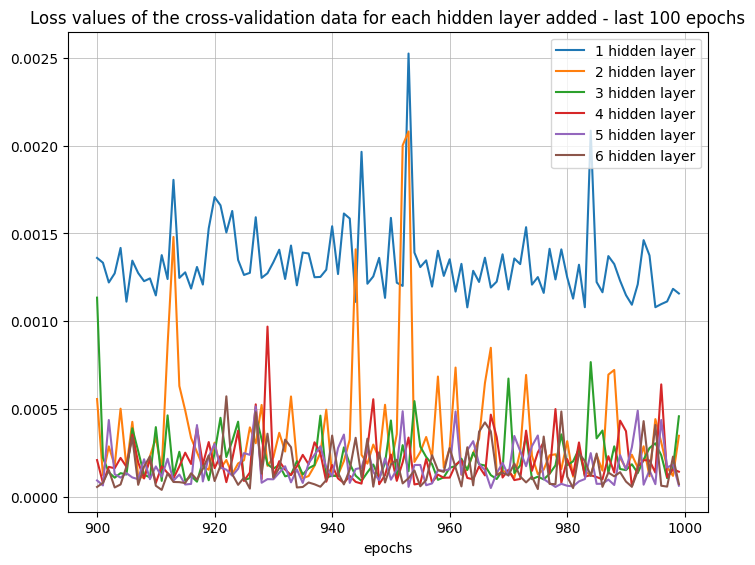 Loss values of the cross-validation data for each hidden layer added - last 100 epochs
1 hidden layer
2 hidden layer
3 hidden layer
4 hidden layer
5 hidden layer
6 hidden layer
0.0025
0.0020
0.0015
0.0010
0.0005
0.0000
900 920 940 960 980 1000
epochs